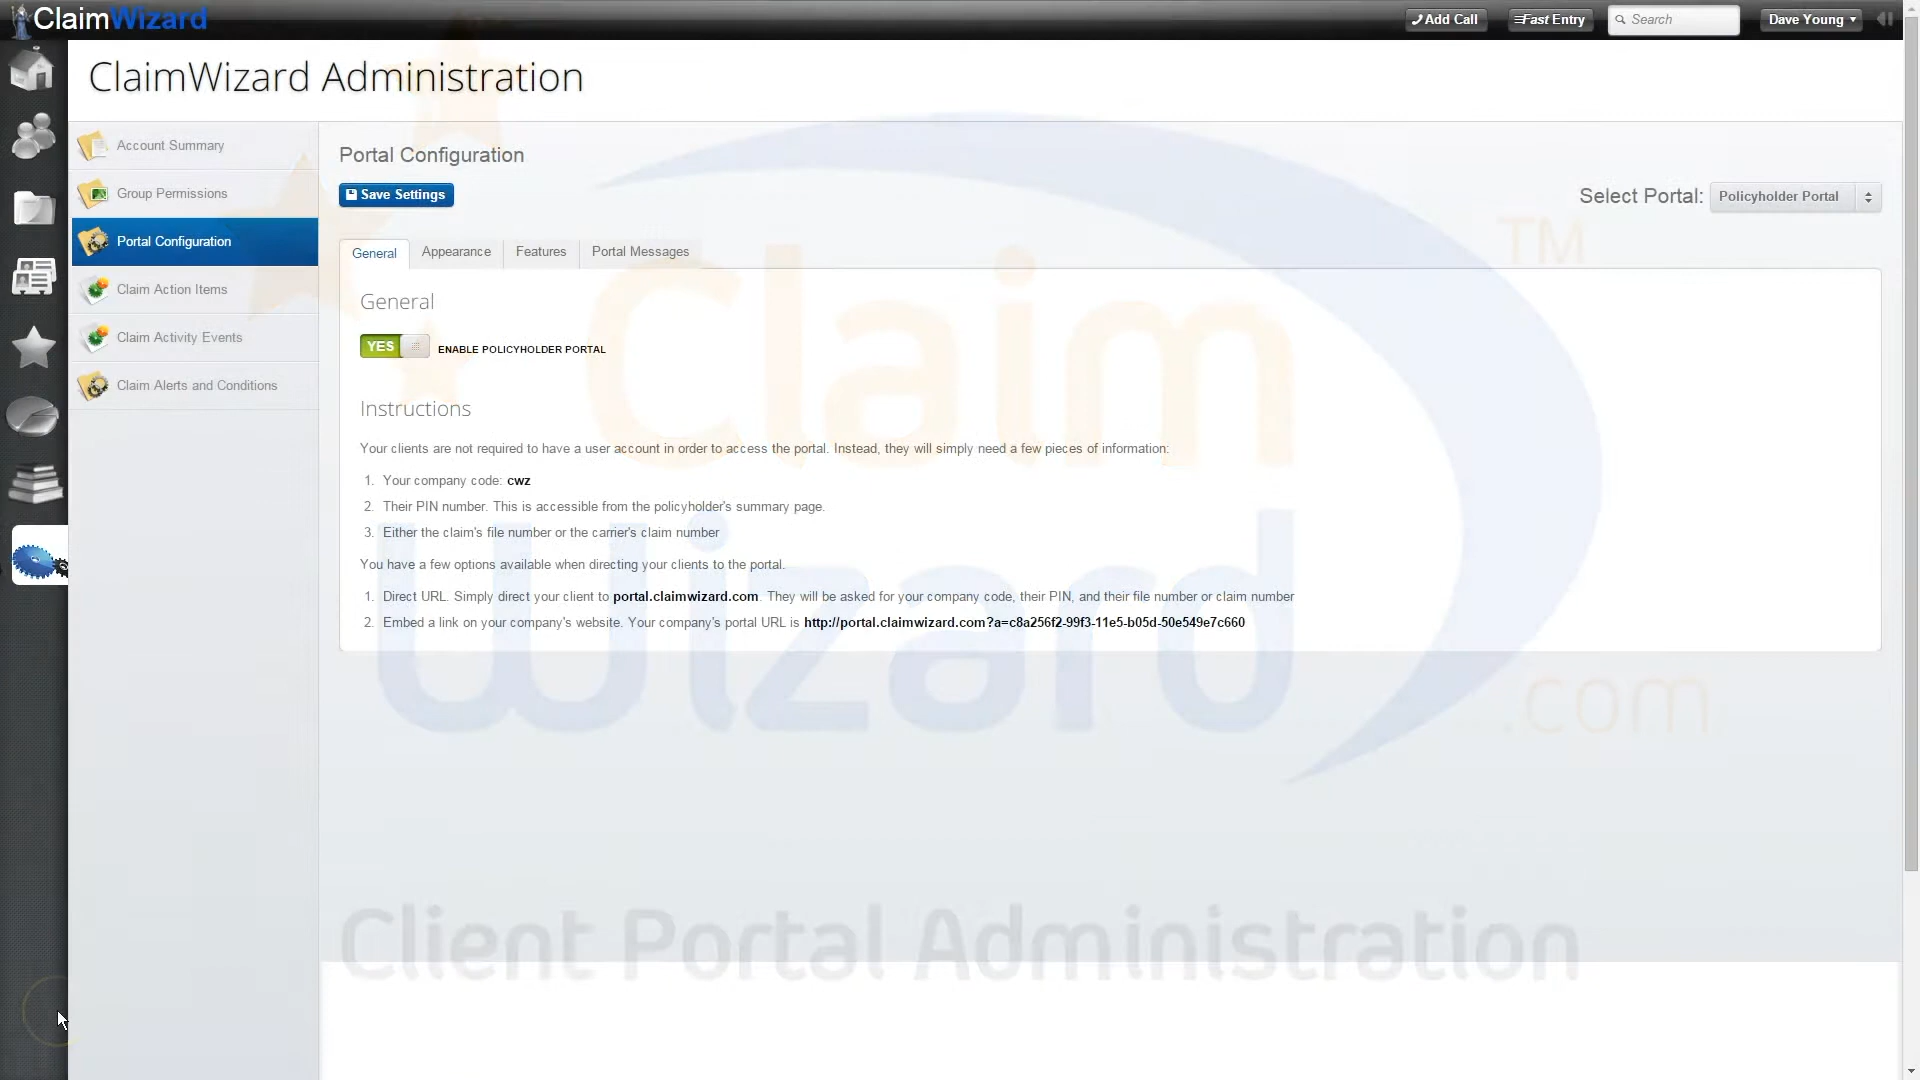 ClaimWizard
Add Call
Fast Entry
Search
Dave Young
ClaimWizard Administration
Account Summary
Group Permissions
Portal Configuration
Claim Action Items
Claim Activity Events
Claim Alerts and Conditions
Portal Configuration
Save Settings
Select Portal: Policyholder Portal
General Appearance Features Portal Messages
General
YES ENABLE POLICYHOLDER PORTAL
Instructions
Your clients are not required to have a user account in order to access the portal. Instead, they will simply need a few pieces of information:
1. Your company code: cwz
2. Their PIN number. This is accessible from the policyholder's summary page.
3. Either the claim's file number or the carrier's claim number
You have a few options available when directing your clients to the portal.
1. Direct URL. Simply direct your client to portal.claimwizard.com. They will be asked for your company code, their PIN, and their file number or claim number
2. Embed a link on your company's website. Your company's portal URL is http://portal.claimwizard.com?a=c8a256f2-99f3-11e5-b05d-50e549e7c660
Claim
TM
Wizard
.com
Client Portal Administration